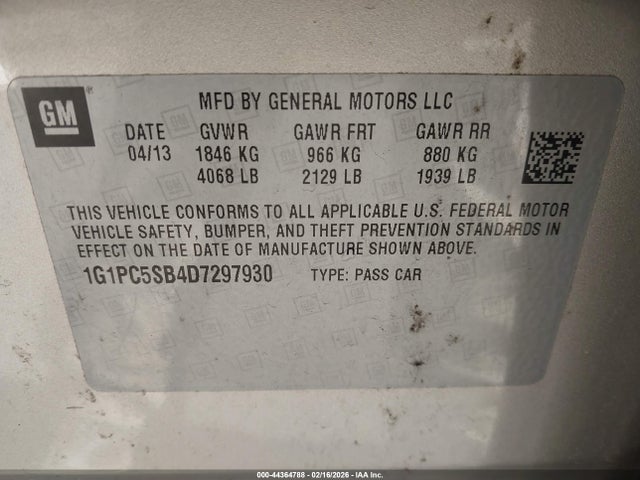 GM
MFD BY GENERAL MOTORS LLC
DATE GVWR GAWR FRT GAWR RR
04/13 1846 KG 966 KG 880 KG
4068 LB 2129 LB 1939 LB
THIS VEHICLE CONFORMS TO ALL APPLICABLE U.S. FEDERAL MOTOR
VEHICLE SAFETY, BUMPER, AND THEFT PREVENTION STANDARDS IN
EFFECT ON THE DATE OF MANUFACTURE SHOWN ABOVE.
1G1PC5SB4D7297930 TYPE: PASS CAR
000-44364788 - 02/16/2026 - IAA Inc.